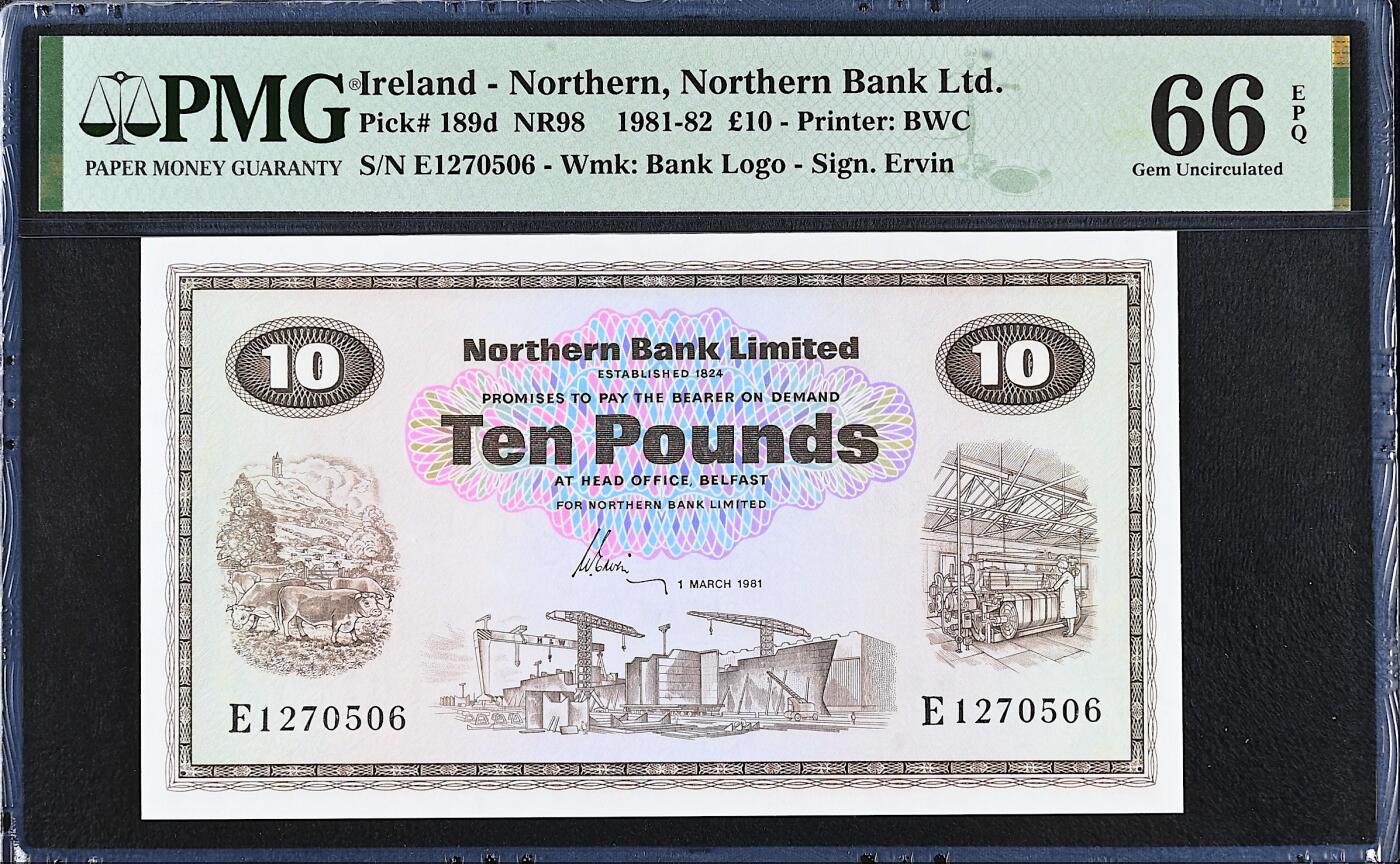 PMG®
PAPER MONEY GUARANTY
Ireland - Northern, Northern Bank Ltd.
Pick# 189d NR98 1981-82 £10 - Printer: BWC
S/N E1270506 - Wmk: Bank Logo - Sign. Ervin
66
EPQ
Gem Uncirculated
10
10
Northern Bank Limited
ESTABLISHED 1824
PROMISES TO PAY THE BEARER ON DEMAND
Ten Pounds
AT HEAD OFFICE, BELFAST
FOR NORTHERN BANK LIMITED
W. Ervin
1 MARCH 1981
H & W
E1270506
E1270506